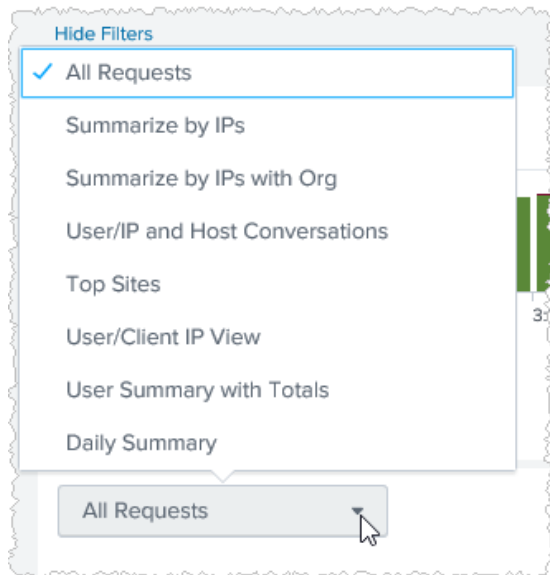 Hide Filters
All Requests
Summarize by IPs
Summarize by IPs with Org
User/IP and Host Conversations
Top Sites
User/Client IP View
User Summary with Totals
Daily Summary
All Requests